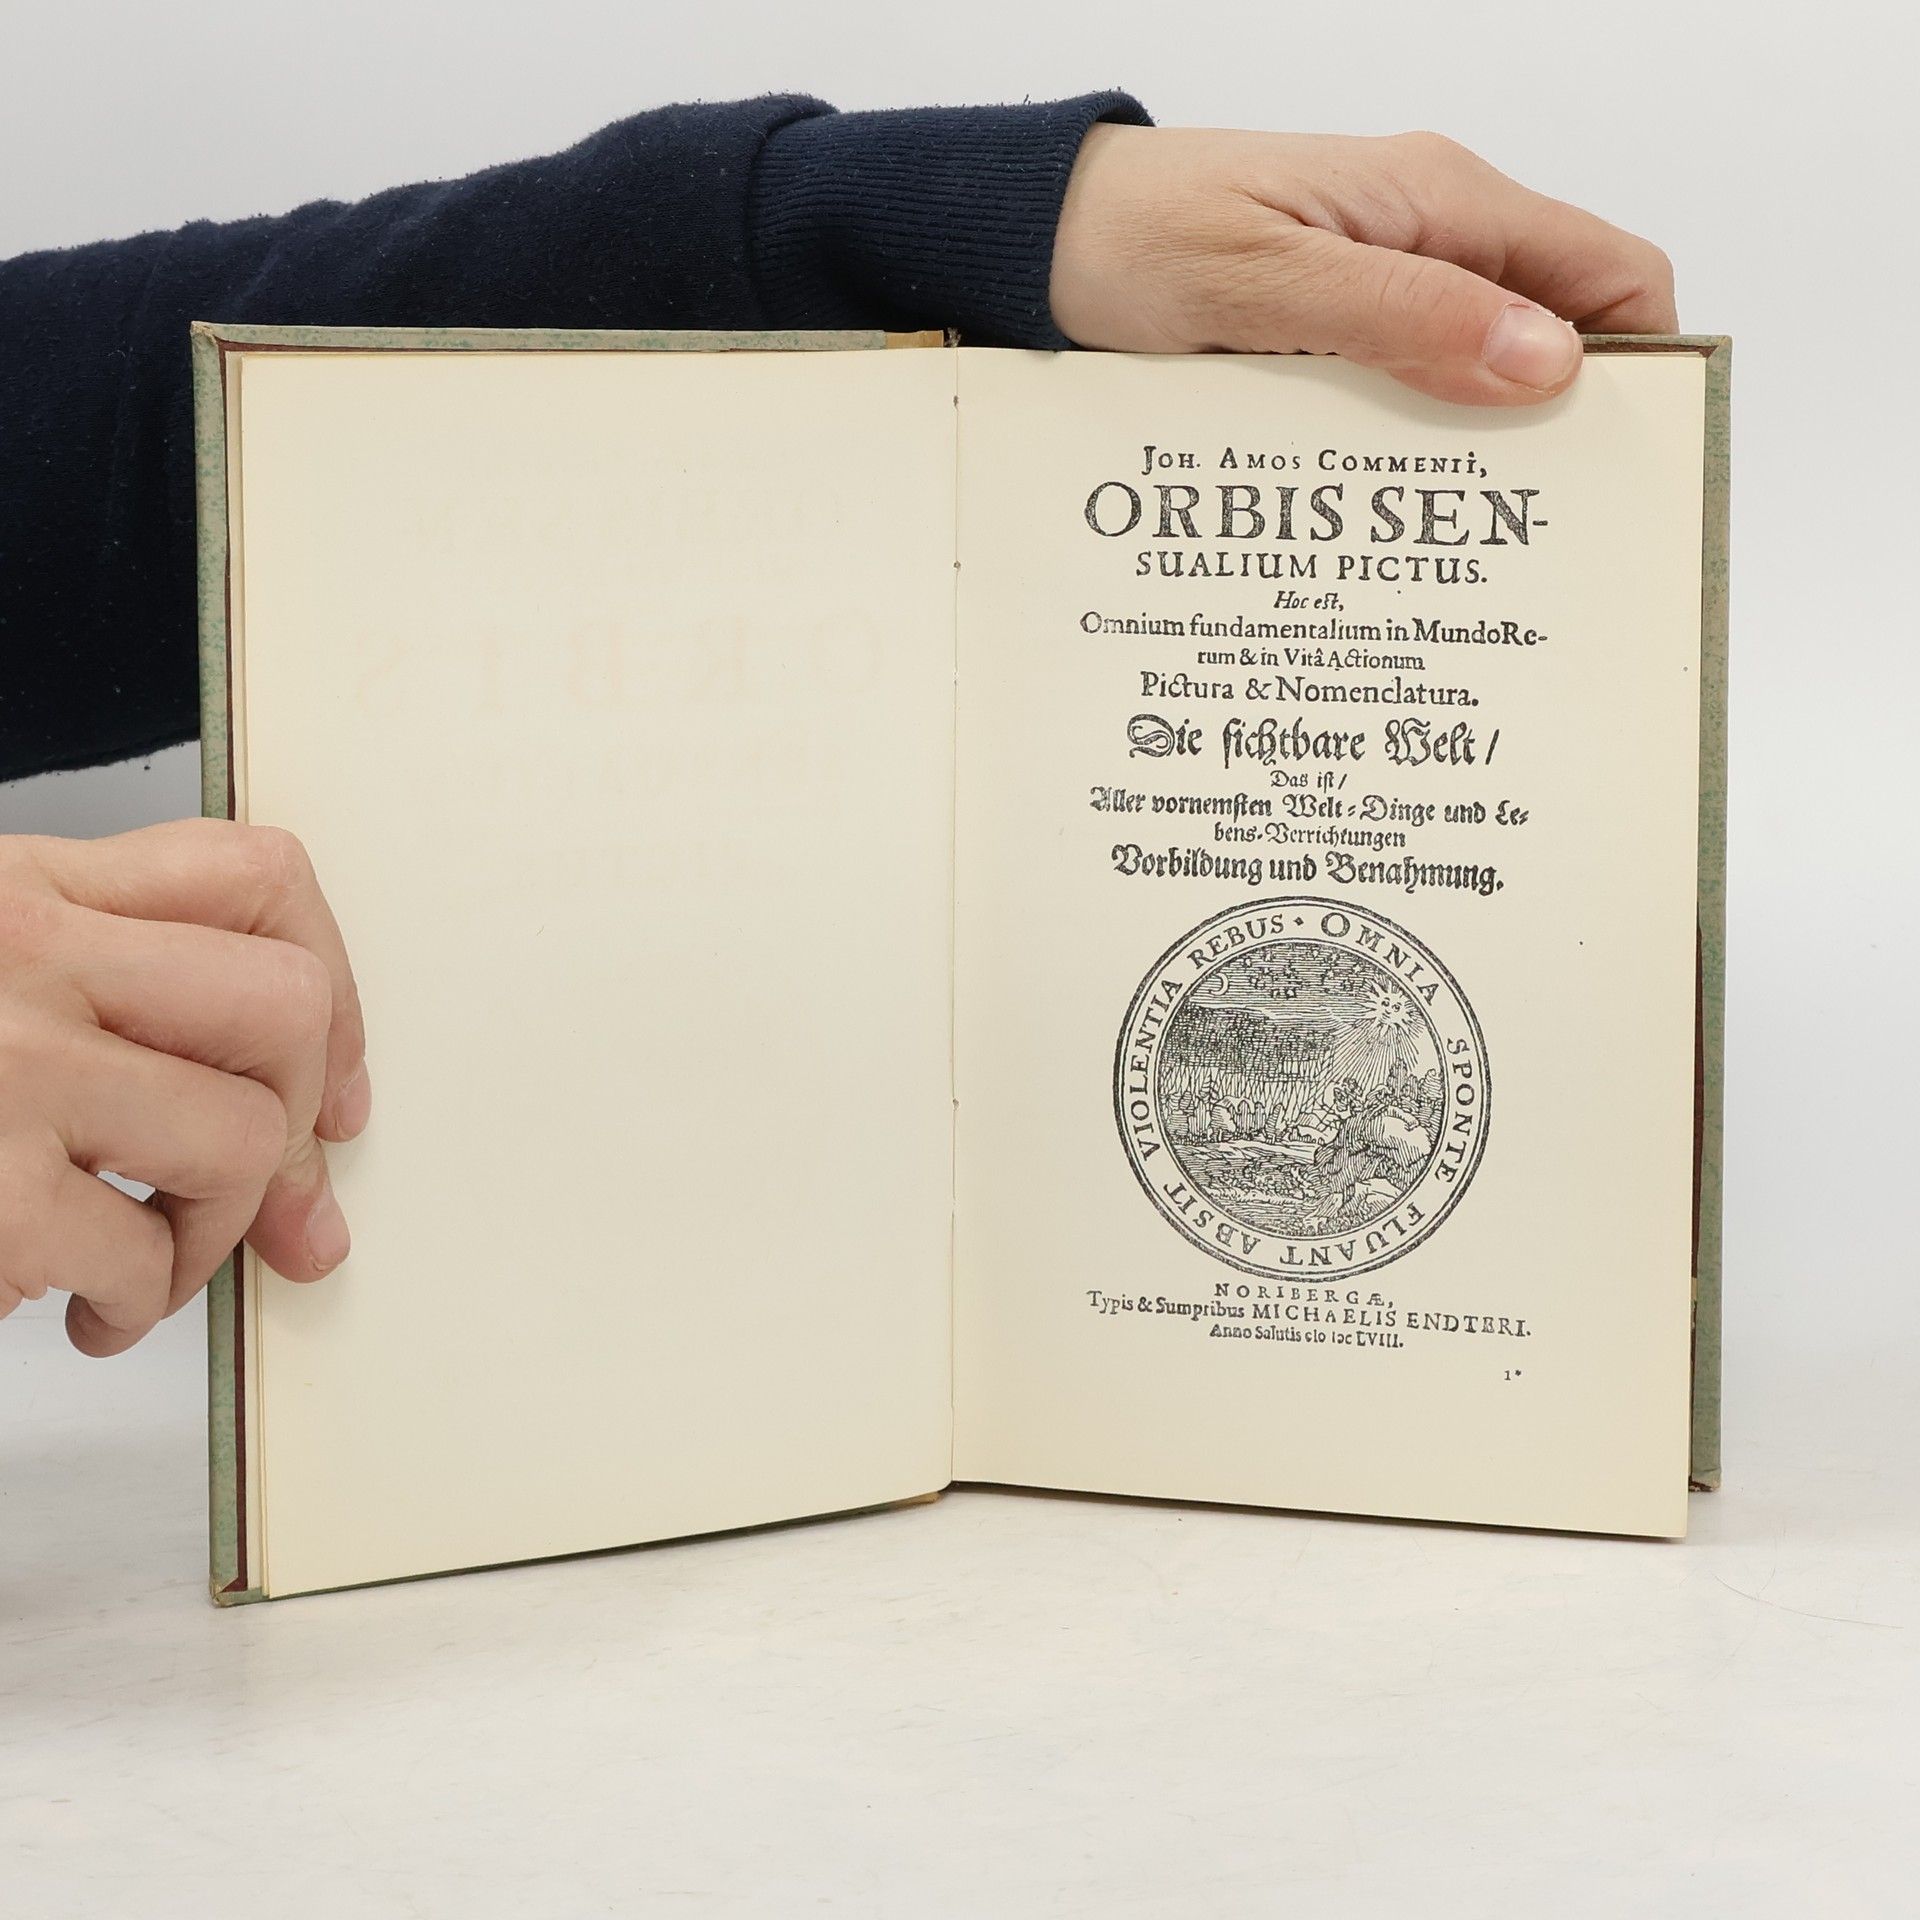 JOH. AMOS COMMENII,
ORBIS SEN-
SUALIUM PICTUS.
Hoc est,
Omnium fundamentalium in Mundo Re-
rum & in Vitâ Actionum
Pictura & Nomenclatura.
Die sichtbare Welt /
Das ist /
Aller vornemsten Welt-Dinge und Le-
bens-Verrichtungen
Vorbildung und Benahmung.
OMNIA SPONTE FLUANT ABSIT VIOLENTIA REBUS ·
NORIBERGÆ,
Typis & Sumptibus MICHAELIS ENDTERI.
Anno Salutis cIɔ Iɔc LVIII.
1*